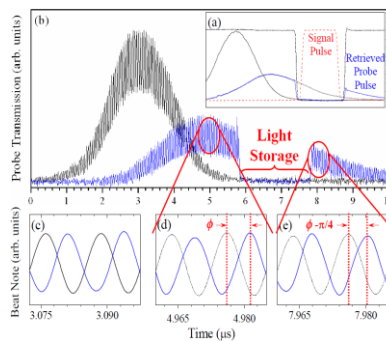 (b)
(a)
Signal
Pulse
Retrieved
Probe
Pulse
Probe Transmission (arb. units)
Light
Storage
0 1 2 3 4 5 6 7 8 9
(c)
(d)
ϕ
(e)
ϕ-π/4
Beat Note (arb. units)
3.075 3.090
4.965 4.980
7.965 7.980
Time (μs)